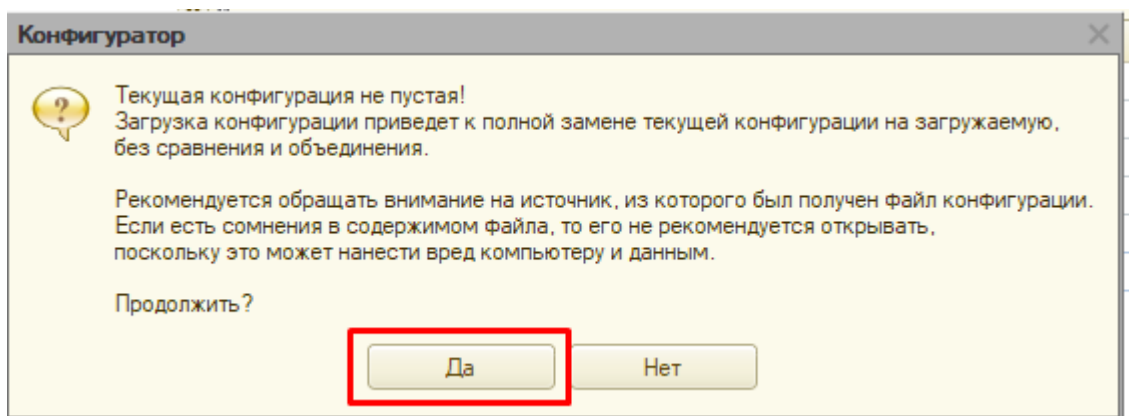 Конфигуратор
Текущая конфигурация не пустая!
Загрузка конфигурации приведет к полной замене текущей конфигурации на загружаемую,
без сравнения и объединения.
Рекомендуется обращать внимание на источник, из которого был получен файл конфигурации.
Если есть сомнения в содержимом файла, то его не рекомендуется открывать,
поскольку это может нанести вред компьютеру и данным.
Продолжить?
Да
Нет